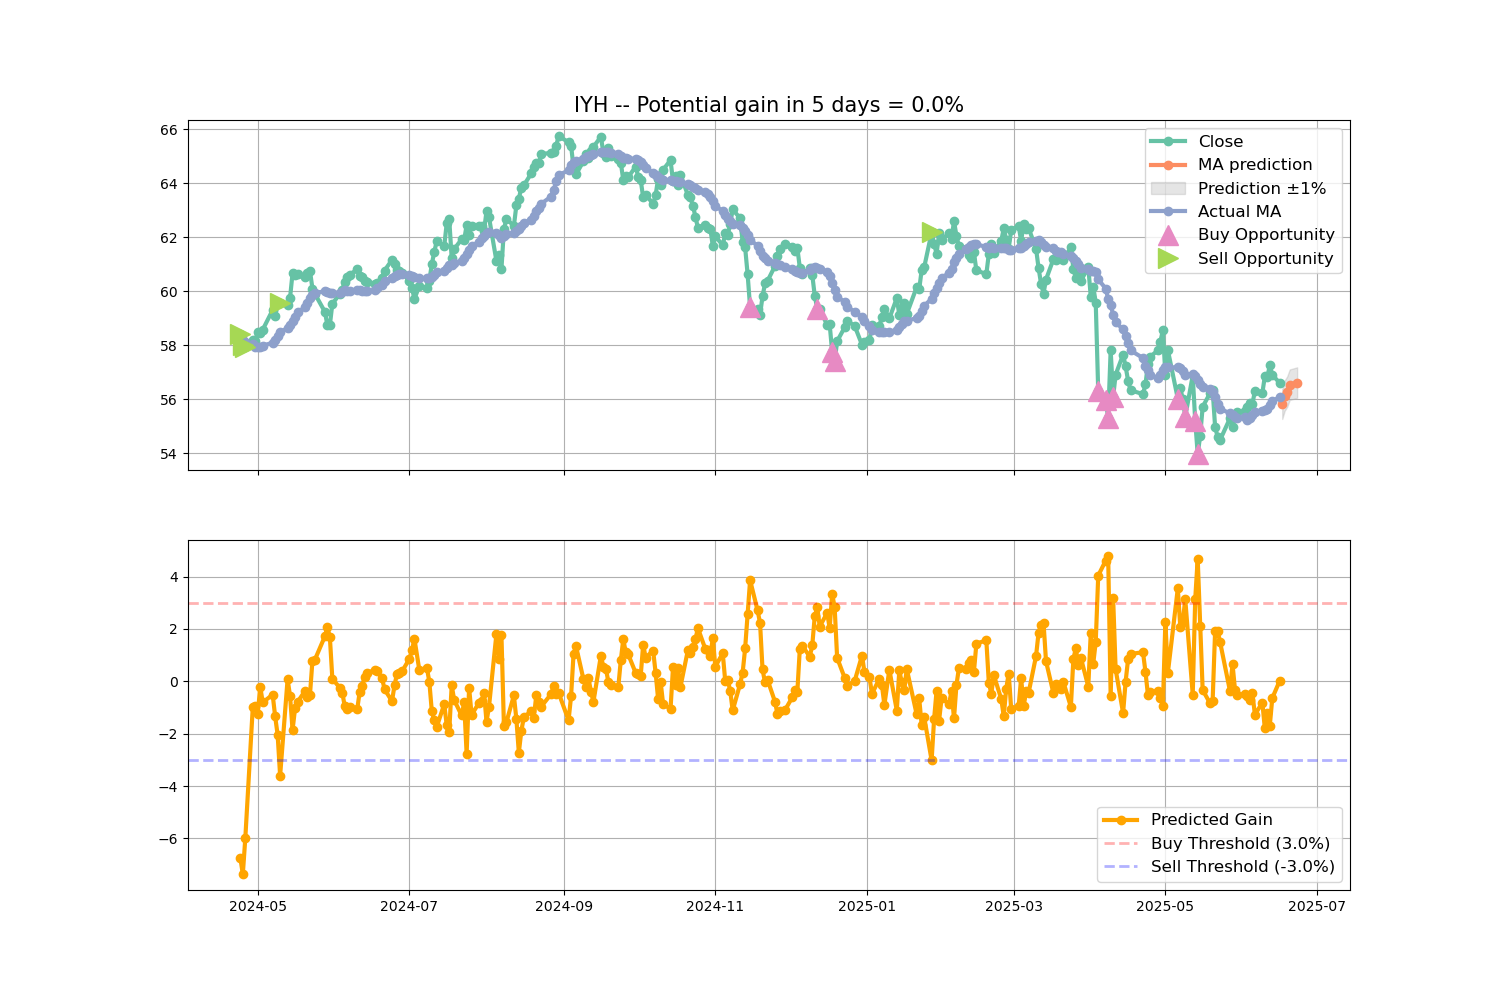 IYH -- Potential gain in 5 days = 0.0%
66
64
62
60
58
56
54
Close
MA prediction
Prediction ±1%
Actual MA
Buy Opportunity
Sell Opportunity
4
2
0
−2
−4
−6
Predicted Gain
Buy Threshold (3.0%)
Sell Threshold (-3.0%)
2024-05
2024-07
2024-09
2024-11
2025-01
2025-03
2025-05
2025-07